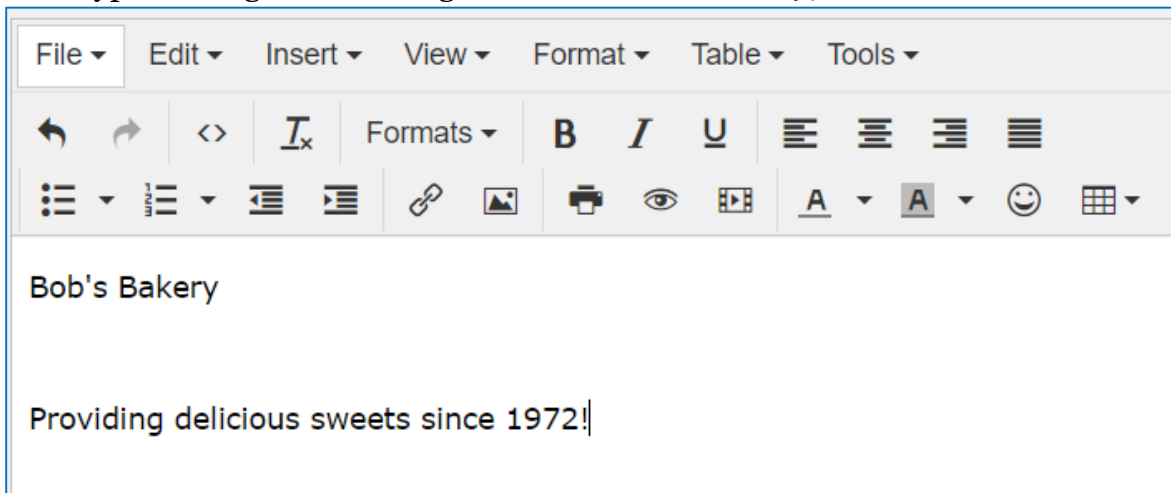 File Edit Insert View Format Table Tools
Formats B I U
A A
Bob's Bakery
Providing delicious sweets since 1972!